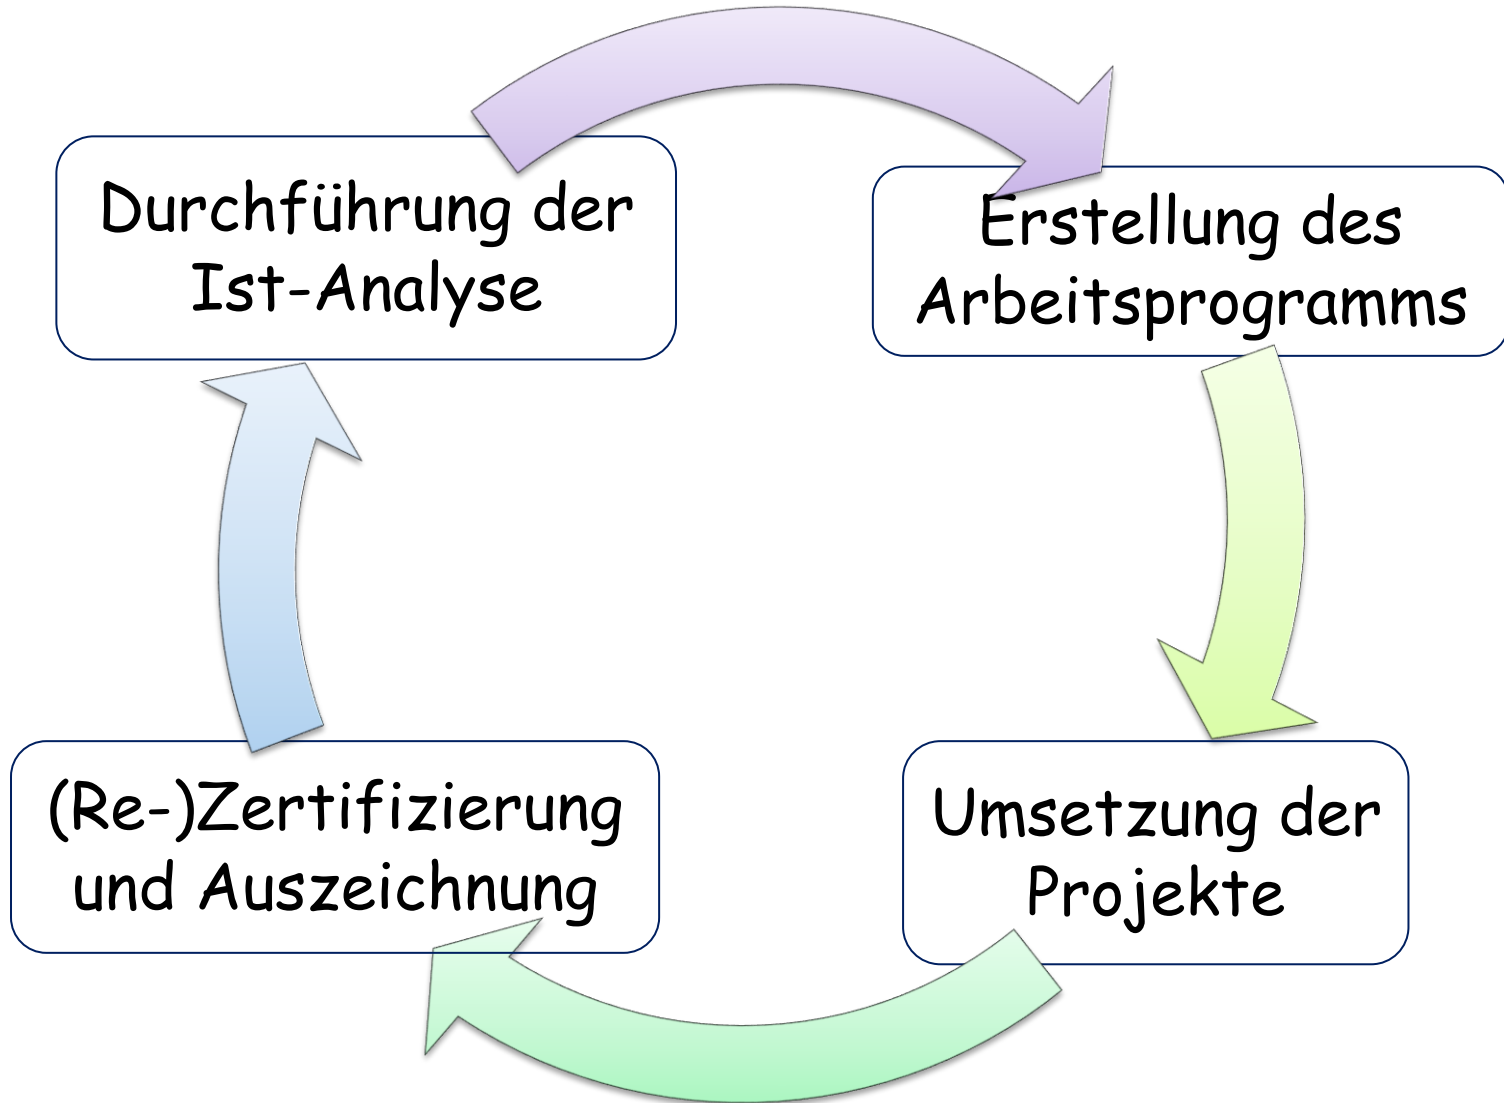 Durchführung der
Ist-Analyse
Erstellung des
Arbeitsprogramms
Umsetzung der
Projekte
(Re-)Zertifizierung
und Auszeichnung